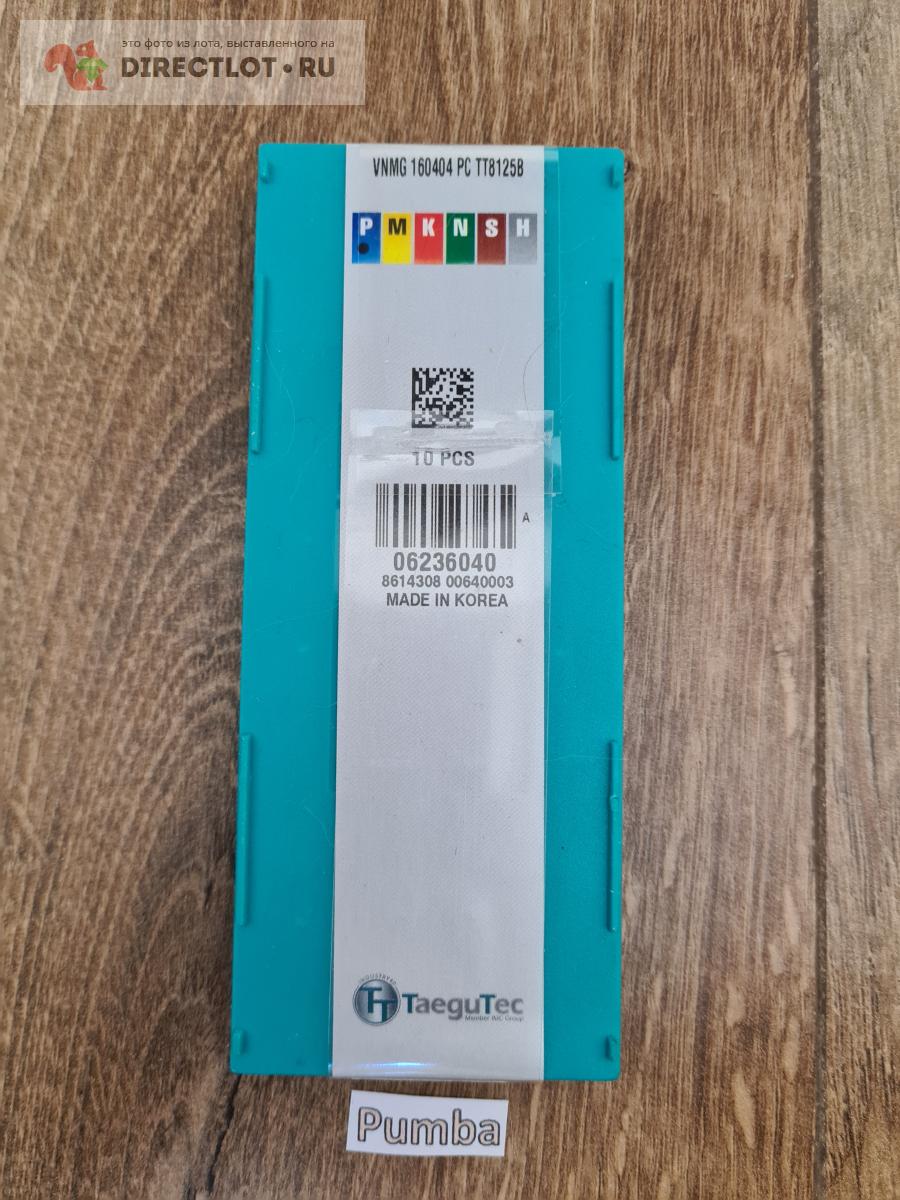 это фото из лота, выставленного на
DIRECTLOT•RU
VNMG 160404 PC TT8125B
P M K N S H
10 PCS
A
06236040
8614308 00640003
MADE IN KOREA
TT TaeguTec
Member IMC Group
Pumba